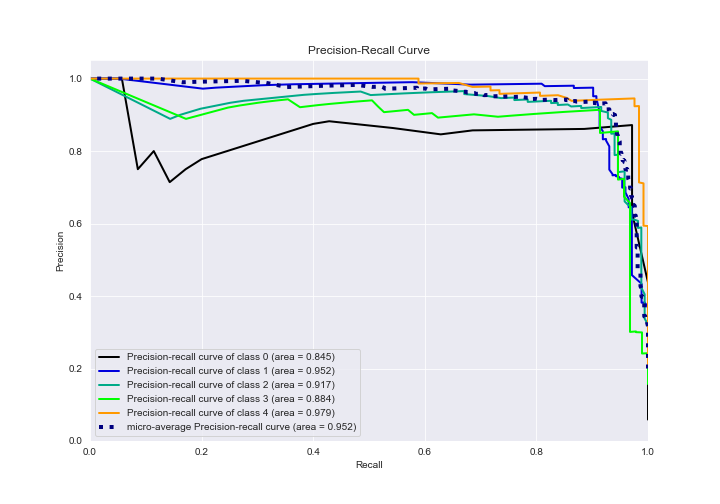 Precision-Recall Curve
1.0
0.8
0.6
0.4
0.2
0.0
Precision
Precision-recall curve of class 0 (area = 0.845)
Precision-recall curve of class 1 (area = 0.952)
Precision-recall curve of class 2 (area = 0.917)
Precision-recall curve of class 3 (area = 0.884)
Precision-recall curve of class 4 (area = 0.979)
micro-average Precision-recall curve (area = 0.952)
0.0 0.2 0.4 0.6 0.8 1.0
Recall